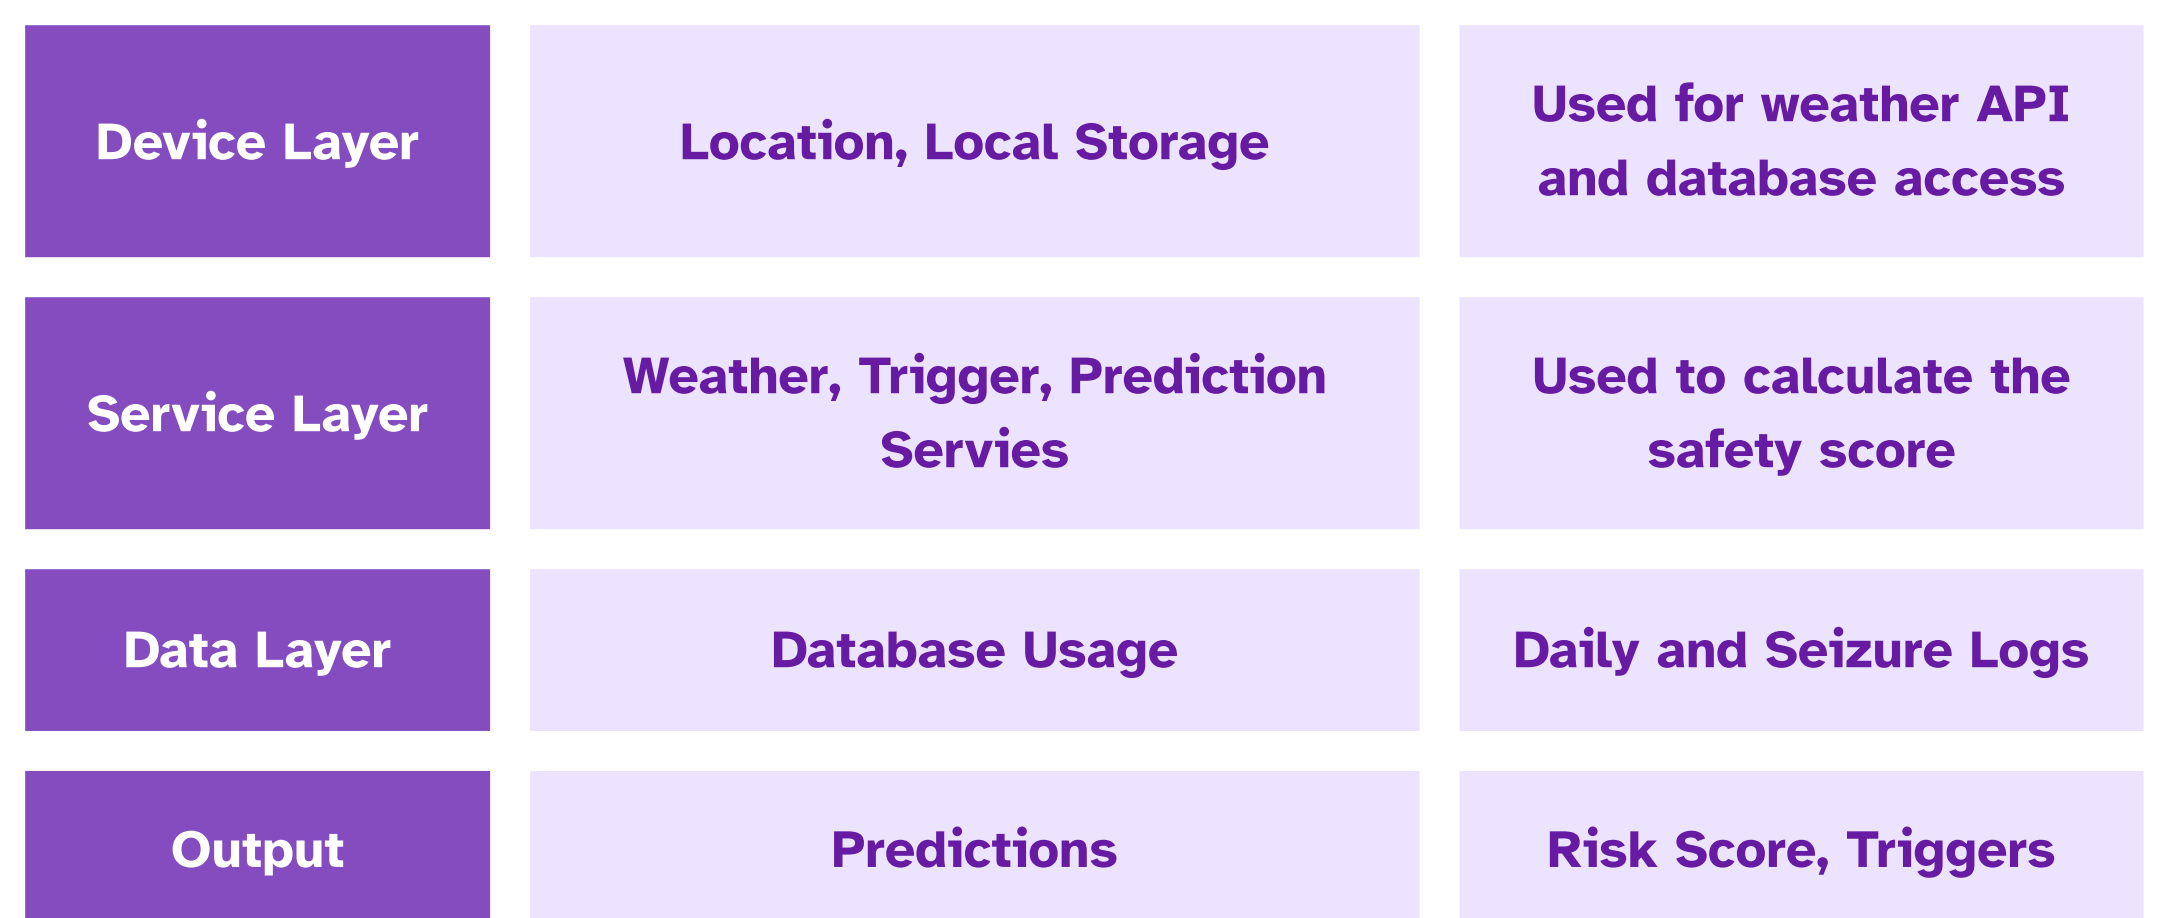 Device Layer
Location, Local Storage
Used for weather API
and database access
Service Layer
Weather, Trigger, Prediction
Servies
Used to calculate the
safety score
Data Layer
Database Usage
Daily and Seizure Logs
Output
Predictions
Risk Score, Triggers